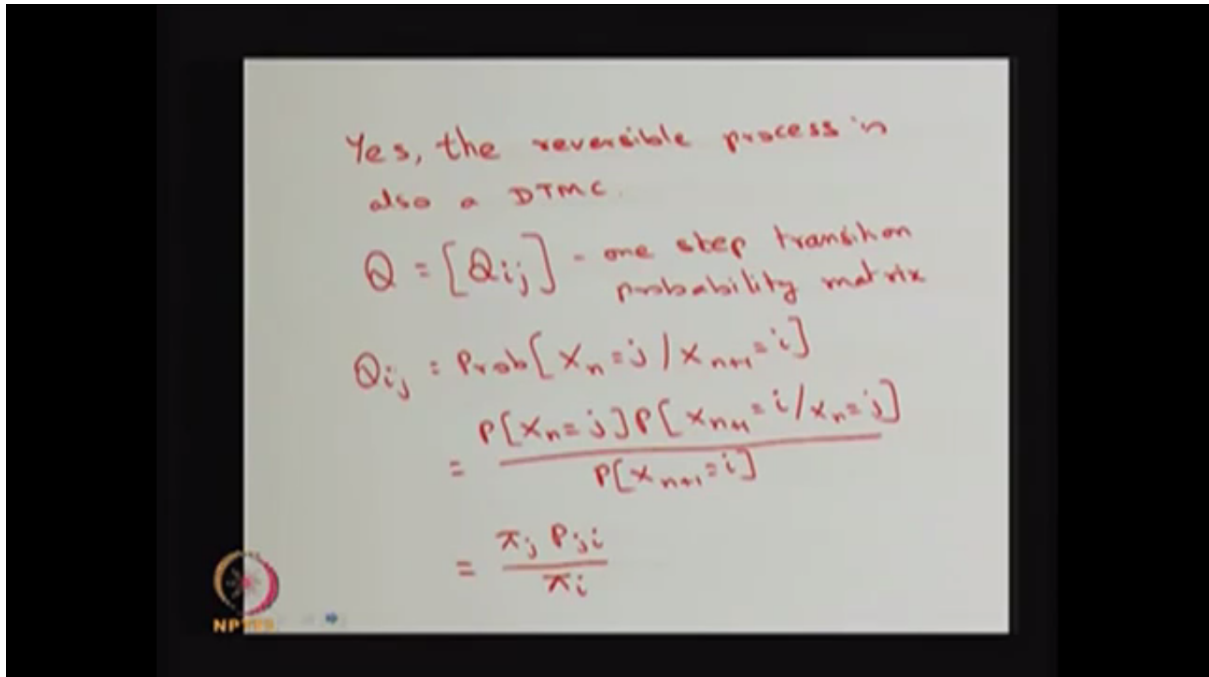 Yes, the reversible process is
also a DTMC.
Q = [Qij] - one step transition
probability matrix
Qij = Prob[Xn=j / Xn+1=i]
= P[Xn=j] P[Xn+1=i/Xn=j]
P[Xn+1=i]
= πj Pji
πi
NPTEL